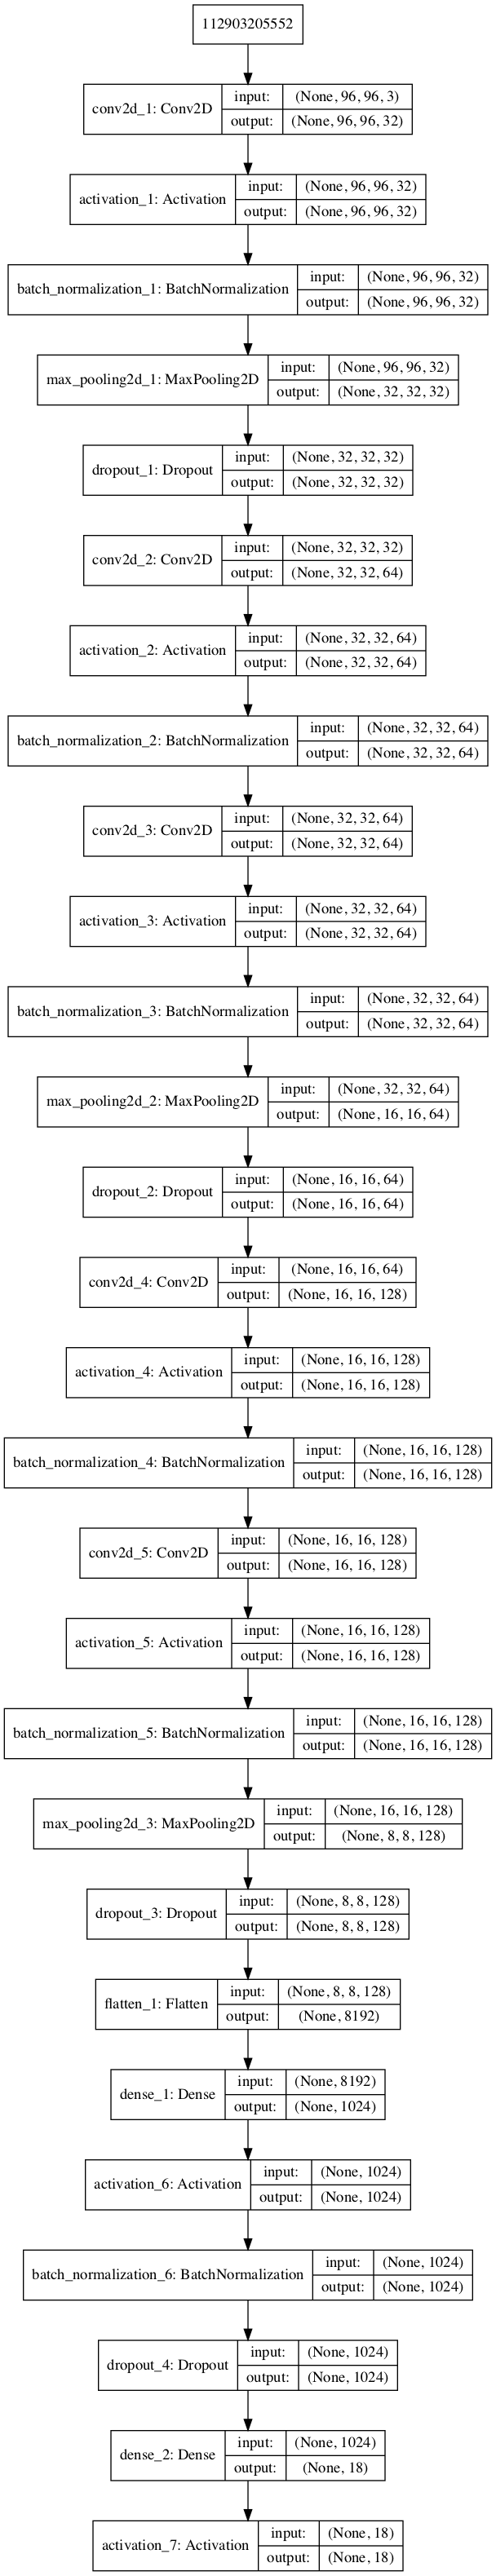 112903205552
conv2d_1: Conv2D
input: (None, 96, 96, 3)
output: (None, 96, 96, 32)
activation_1: Activation
input: (None, 96, 96, 32)
output: (None, 96, 96, 32)
batch_normalization_1: BatchNormalization
input: (None, 96, 96, 32)
output: (None, 96, 96, 32)
max_pooling2d_1: MaxPooling2D
input: (None, 96, 96, 32)
output: (None, 32, 32, 32)
dropout_1: Dropout
input: (None, 32, 32, 32)
output: (None, 32, 32, 32)
conv2d_2: Conv2D
input: (None, 32, 32, 32)
output: (None, 32, 32, 64)
activation_2: Activation
input: (None, 32, 32, 64)
output: (None, 32, 32, 64)
batch_normalization_2: BatchNormalization
input: (None, 32, 32, 64)
output: (None, 32, 32, 64)
conv2d_3: Conv2D
input: (None, 32, 32, 64)
output: (None, 32, 32, 64)
activation_3: Activation
input: (None, 32, 32, 64)
output: (None, 32, 32, 64)
batch_normalization_3: BatchNormalization
input: (None, 32, 32, 64)
output: (None, 32, 32, 64)
max_pooling2d_2: MaxPooling2D
input: (None, 32, 32, 64)
output: (None, 16, 16, 64)
dropout_2: Dropout
input: (None, 16, 16, 64)
output: (None, 16, 16, 64)
conv2d_4: Conv2D
input: (None, 16, 16, 64)
output: (None, 16, 16, 128)
activation_4: Activation
input: (None, 16, 16, 128)
output: (None, 16, 16, 128)
batch_normalization_4: BatchNormalization
input: (None, 16, 16, 128)
output: (None, 16, 16, 128)
conv2d_5: Conv2D
input: (None, 16, 16, 128)
output: (None, 16, 16, 128)
activation_5: Activation
input: (None, 16, 16, 128)
output: (None, 16, 16, 128)
batch_normalization_5: BatchNormalization
input: (None, 16, 16, 128)
output: (None, 16, 16, 128)
max_pooling2d_3: MaxPooling2D
input: (None, 16, 16, 128)
output: (None, 8, 8, 128)
dropout_3: Dropout
input: (None, 8, 8, 128)
output: (None, 8, 8, 128)
flatten_1: Flatten
input: (None, 8, 8, 128)
output: (None, 8192)
dense_1: Dense
input: (None, 8192)
output: (None, 1024)
activation_6: Activation
input: (None, 1024)
output: (None, 1024)
batch_normalization_6: BatchNormalization
input: (None, 1024)
output: (None, 1024)
dropout_4: Dropout
input: (None, 1024)
output: (None, 1024)
dense_2: Dense
input: (None, 1024)
output: (None, 18)
activation_7: Activation
input: (None, 18)
output: (None, 18)